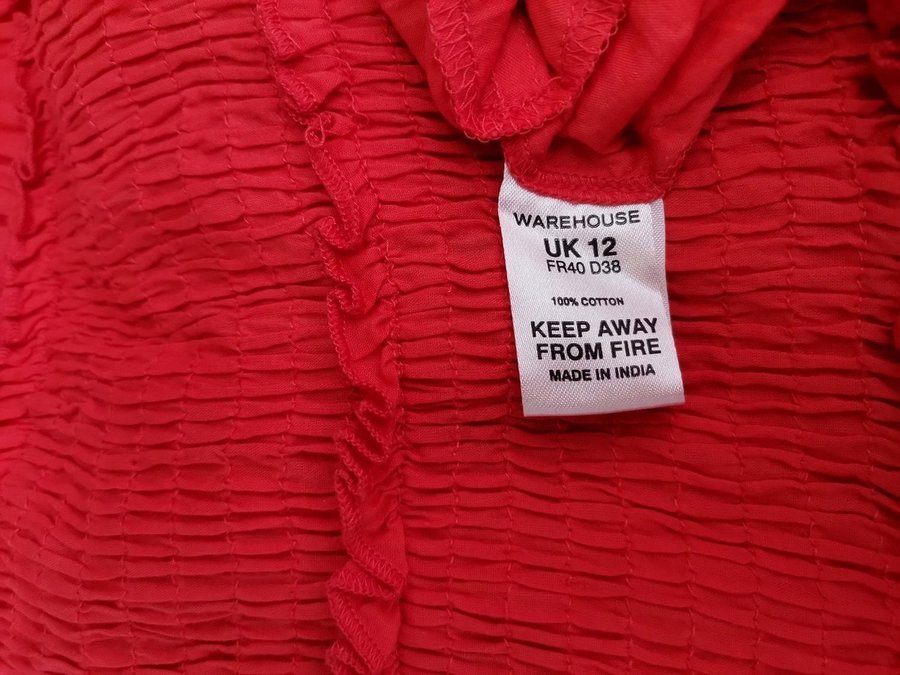 WAREHOUSE
UK 12
FR40 D38
100% COTTON
KEEP AWAY
FROM FIRE
MADE IN INDIA